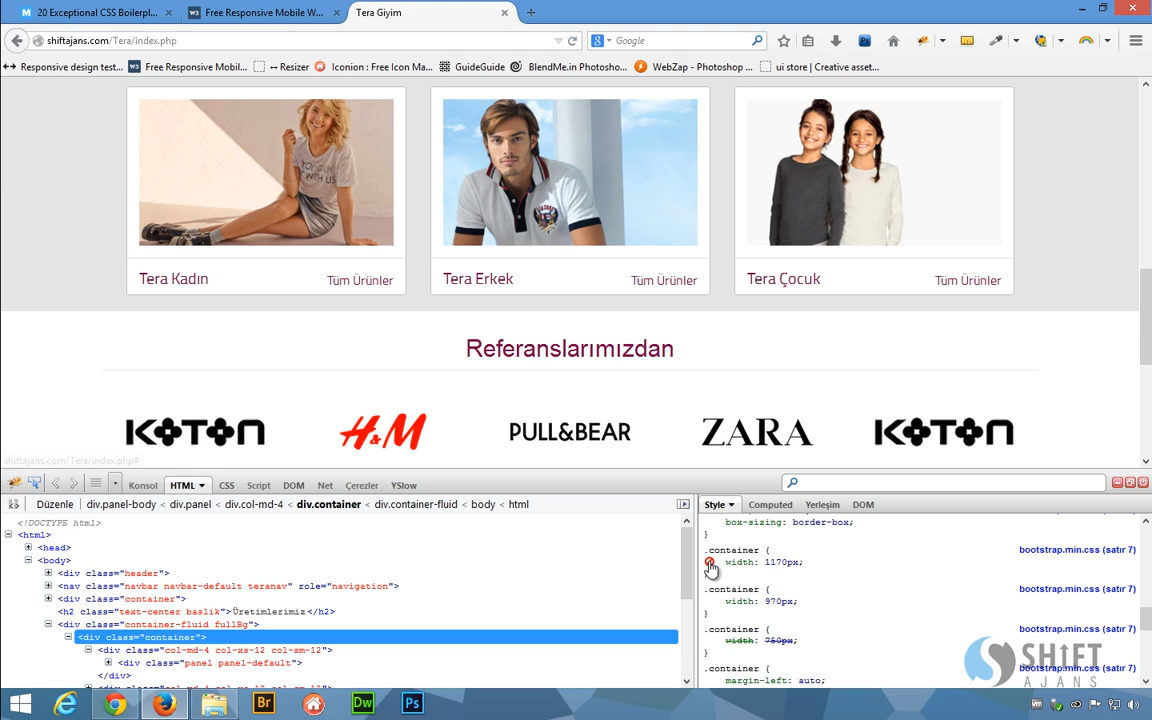 20 Exceptional CSS Boilerpl...
Free Responsive Mobile W...
Tera Giyim
shiftajans.com/Tera/index.php
Google
Responsive design test...
Free Responsive Mobil...
Resizer
Iconion : Free Icon Ma...
GuideGuide
BlendMe.in Photosho...
WebZap - Photoshop ...
ui store | Creative asset...
Tera Kadın
Tüm Ürünler
Tera Erkek
Tüm Ürünler
Tera Çocuk
Tüm Ürünler
Referanslarımızdan
KOTON
H&M
PULL&BEAR
ZARA
KOTON
shiftajans.com/Tera/index.php#
Konsol
HTML
CSS
Script
DOM
Net
Çerezler
YSlow
Düzenle
div.panel-body < div.panel < div.col-md-4 < div.container < div.container-fluid < body < html
Style
Computed
Yerleşim
DOM
<!DOCTYPE html>
<html>
<head>
<body>
<div class="header">
<nav class="navbar navbar-default teranav" role="navigation">
<div class="container">
<h2 class="text-center baslik">Üretimlerimiz</h2>
<div class="container-fluid fullBg">
<div class="container">
<div class="col-md-4 col-xs-12 col-sm-12">
<div class="panel panel-default">
</div>
box-sizing: border-box;
}
.container {
bootstrap.min.css (satır 7)
width: 1170px;
.container {
bootstrap.min.css (satır 7)
width: 970px;
}
.container {
bootstrap.min.css (satır 7)
width: 750px;
}
.container {
bootstrap.min.css (satır 7)
margin-left: auto;
SHIFT
AJANS
Br
Dw
Ps